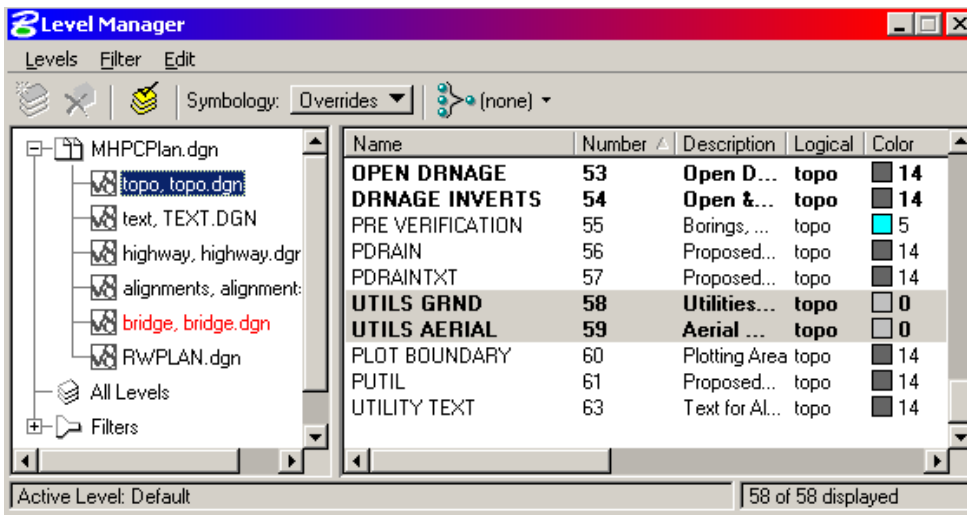 Level Manager
Levels Filter Edit
Symbology: Overrides (none)
MHPCPlan.dgn
topo, topo.dgn
text, TEXT.DGN
highway, highway.dgr
alignments, alignment:
bridge, bridge.dgn
RWPLAN.dgn
All Levels
Filters
Name Number Description Logical Color
OPEN DRNAGE 53 Open D... topo 14
DRNAGE INVERTS 54 Open &... topo 14
PRE VERIFICATION 55 Borings, ... topo 5
PDRAIN 56 Proposed... topo 14
PDRAINTXT 57 Proposed... topo 14
UTILS GRND 58 Utilities... topo 0
UTILS AERIAL 59 Aerial ... topo 0
PLOT BOUNDARY 60 Plotting Area topo 14
PUTIL 61 Proposed... topo 14
UTILITY TEXT 63 Text for Al... topo 14
Active Level: Default 58 of 58 displayed